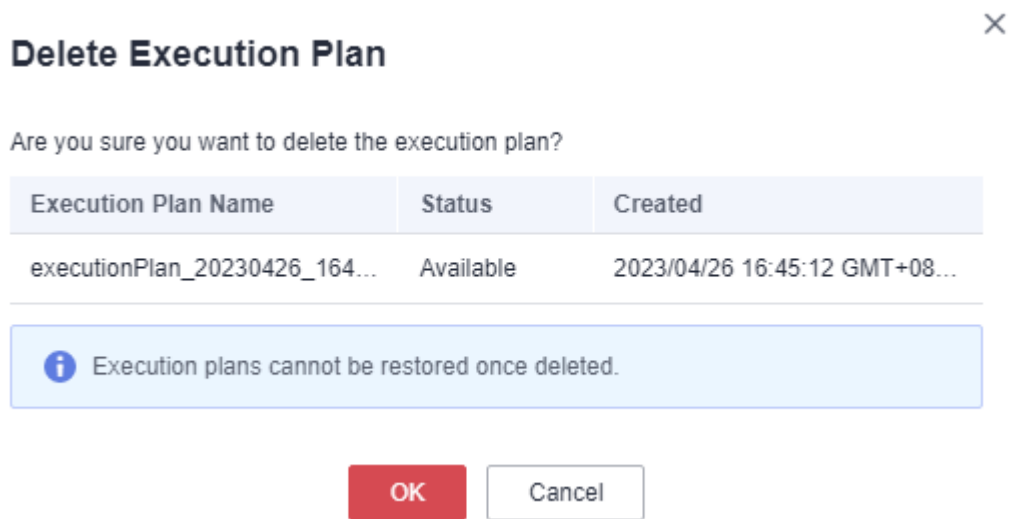 Delete Execution Plan
Are you sure you want to delete the execution plan?
Execution Plan Name Status Created
executionPlan_20230426_164... Available 2023/04/26 16:45:12 GMT+08...
Execution plans cannot be restored once deleted.
OK Cancel